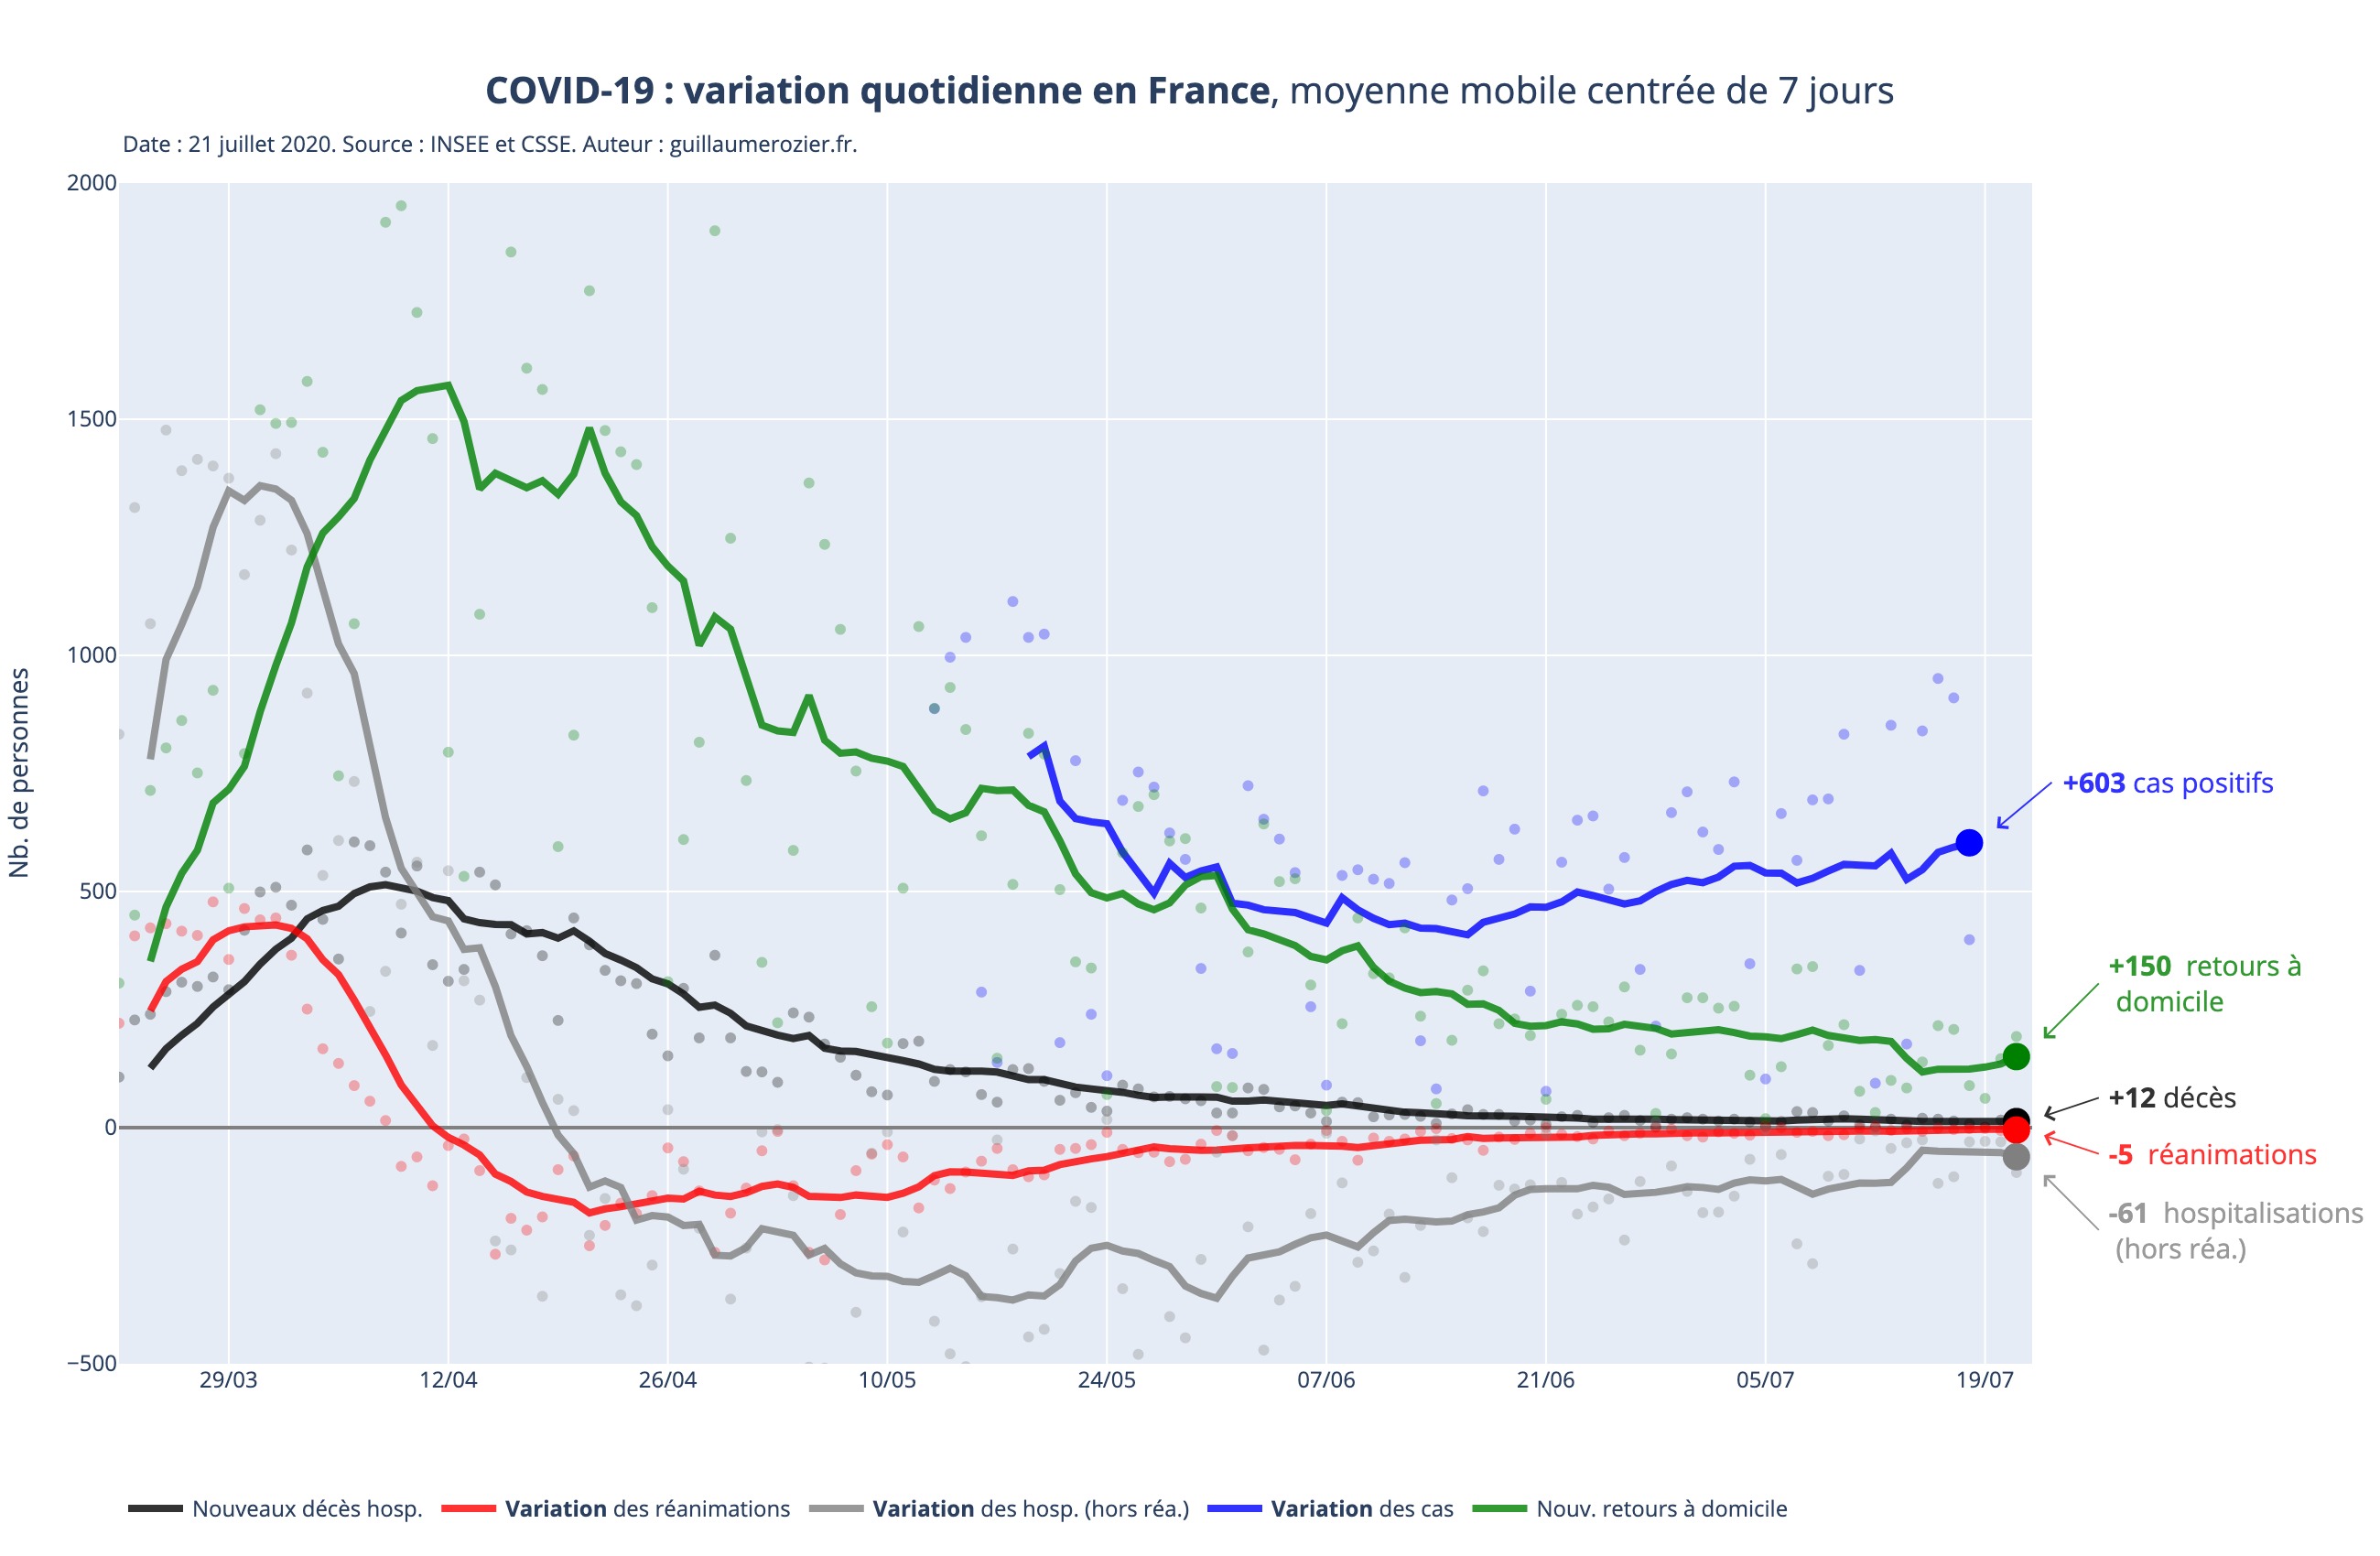 COVID-19 : variation quotidienne en France, moyenne mobile centrée de 7 jours
Date : 21 juillet 2020. Source : INSEE et CSSE. Auteur : guillaumerozier.fr.
Nb. de personnes
2000
1500
1000
500
0
−500
29/03
12/04
26/04
10/05
24/05
07/06
21/06
05/07
19/07
+603 cas positifs
+150 retours à
domicile
+12 décès
-5 réanimations
-61 hospitalisations
(hors réa.)
Nouveaux décès hosp.
Variation des réanimations
Variation des hosp. (hors réa.)
Variation des cas
Nouv. retours à domicile